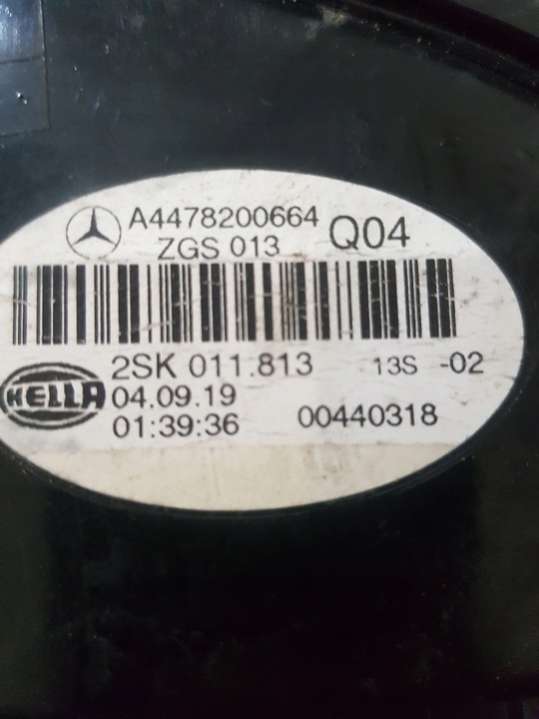 A4478200664
ZGS 013 Q04
2SK 011.813 13S -02
HELLA 04.09.19
01:39:36 00440318